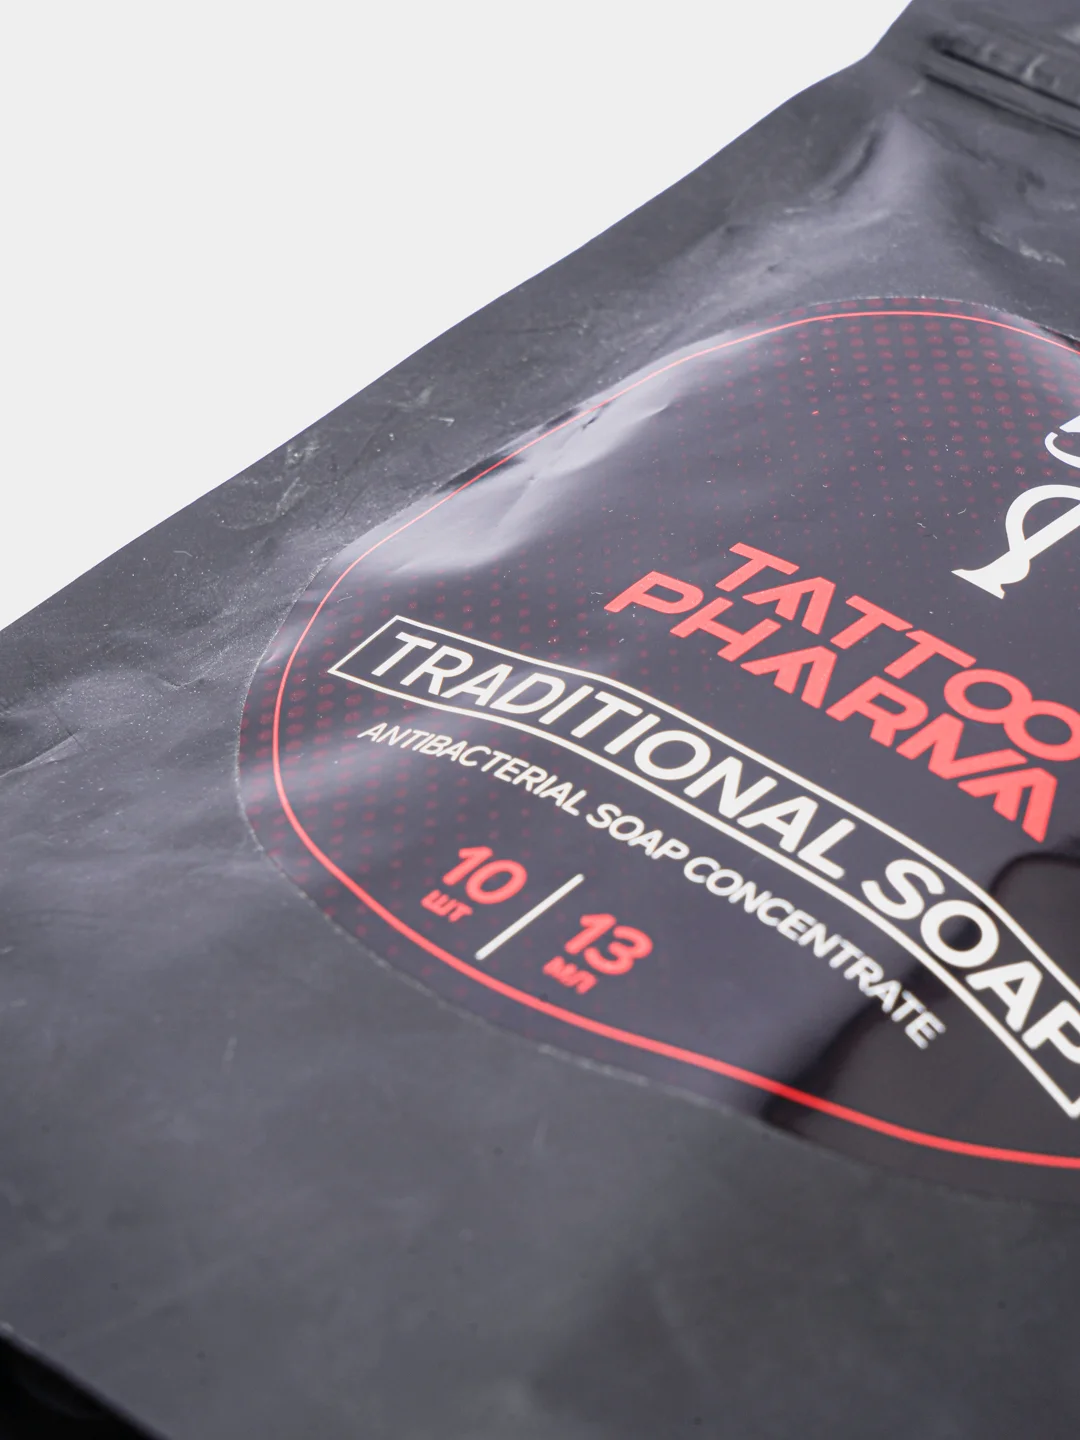 TATTOO
PHARMA
TRADITIONAL SOAP
ANTIBACTERIAL SOAP CONCENTRATE
10
шт
13
мл